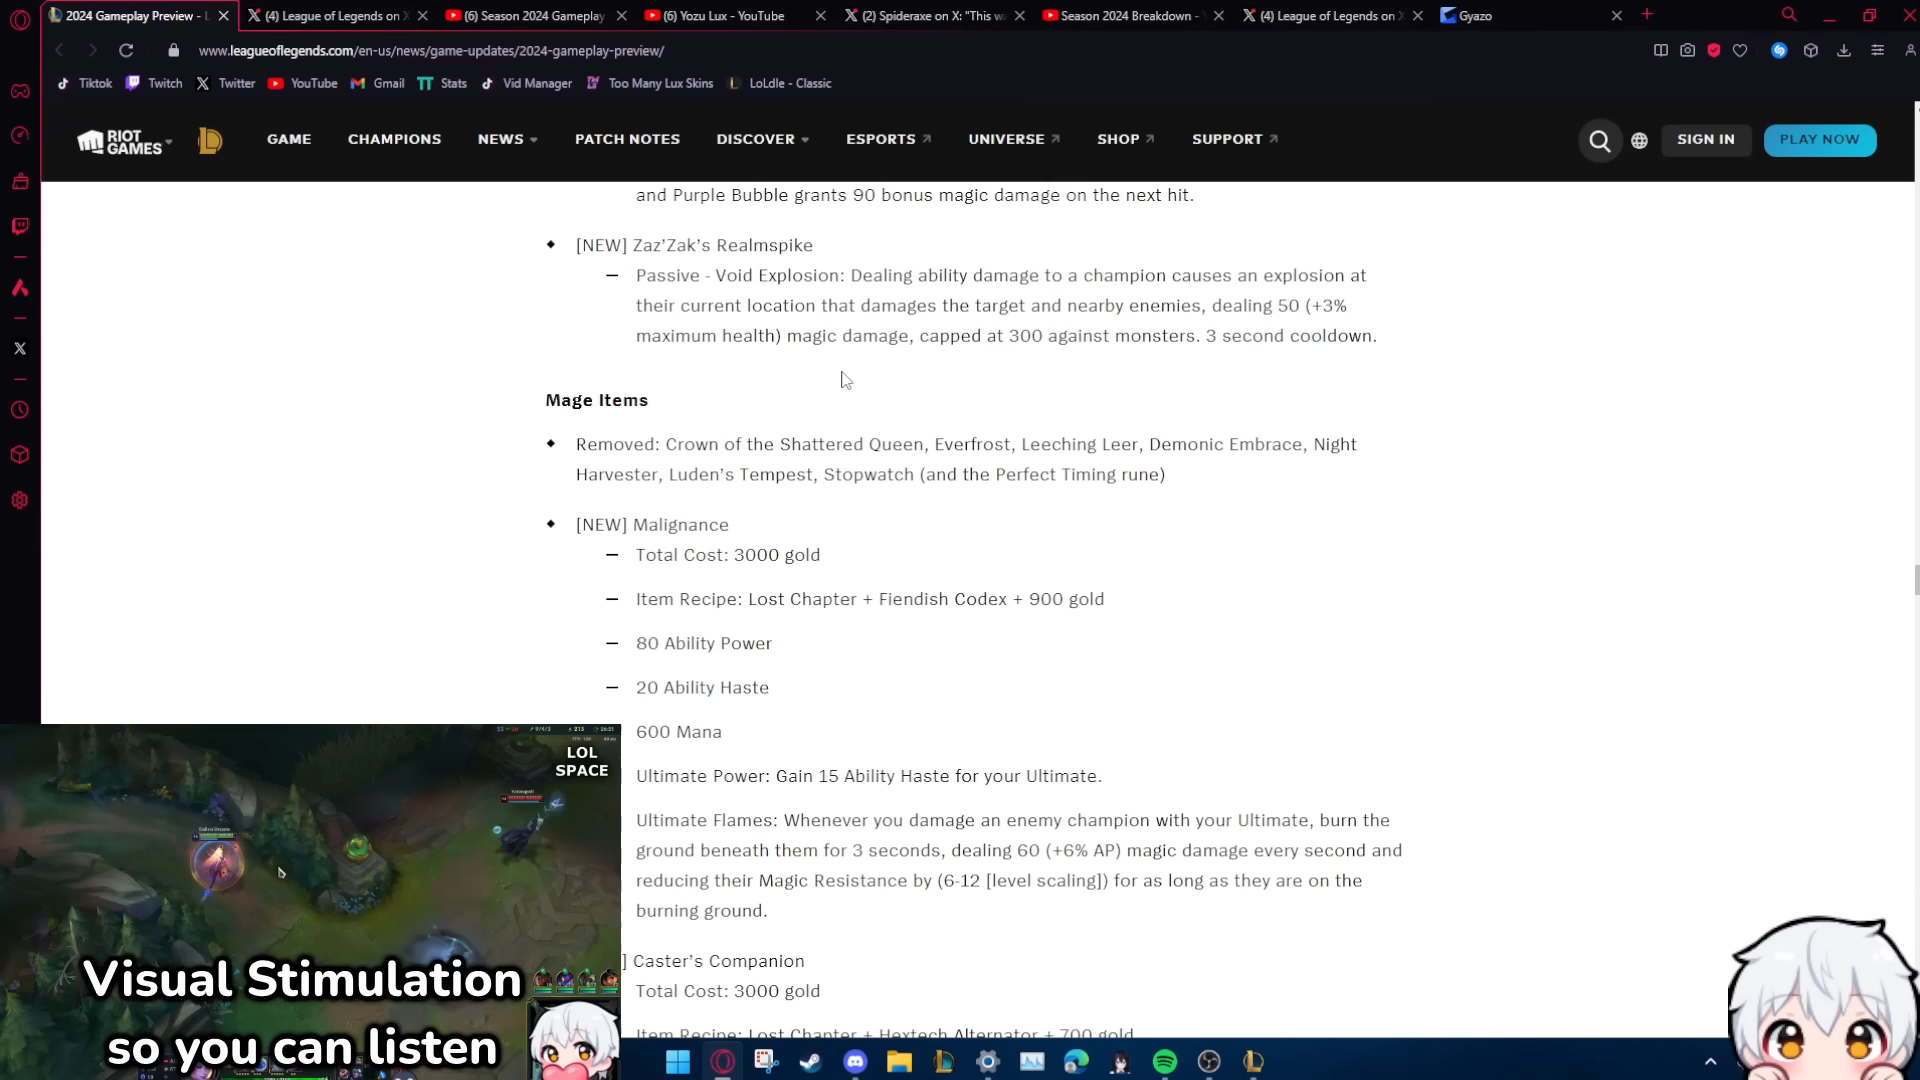 2024 Gameplay Preview - L
(4) League of Legends on X
(6) Season 2024 Gameplay
(6) Yozu Lux - YouTube
(2) Spideraxe on X: "This wa
Season 2024 Breakdown -
(4) League of Legends on X
Gyazo
www.leagueoflegends.com/en-us/news/game-updates/2024-gameplay-preview/
Tiktok
Twitch
Twitter
YouTube
Gmail
Stats
Vid Manager
Too Many Lux Skins
LoLdle - Classic
RIOT GAMES
GAME
CHAMPIONS
NEWS
PATCH NOTES
DISCOVER
ESPORTS
UNIVERSE
SHOP
SUPPORT
SIGN IN
PLAY NOW
and Purple Bubble grants 90 bonus magic damage on the next hit.
[NEW] Zaz'Zak's Realmspike
Passive - Void Explosion: Dealing ability damage to a champion causes an explosion at
their current location that damages the target and nearby enemies, dealing 50 (+3%
maximum health) magic damage, capped at 300 against monsters. 3 second cooldown.
Mage Items
Removed: Crown of the Shattered Queen, Everfrost, Leeching Leer, Demonic Embrace, Night
Harvester, Luden's Tempest, Stopwatch (and the Perfect Timing rune)
[NEW] Malignance
Total Cost: 3000 gold
Item Recipe: Lost Chapter + Fiendish Codex + 900 gold
80 Ability Power
20 Ability Haste
600 Mana
Ultimate Power: Gain 15 Ability Haste for your Ultimate.
Ultimate Flames: Whenever you damage an enemy champion with your Ultimate, burn the
ground beneath them for 3 seconds, dealing 60 (+6% AP) magic damage every second and
reducing their Magic Resistance by (6-12 [level scaling]) for as long as they are on the
burning ground.
] Caster's Companion
Total Cost: 3000 gold
Item Recipe: Lost Chapter + Hextech Alternator + 700 gold
LOL
SPACE
Visual Stimulation
so you can listen